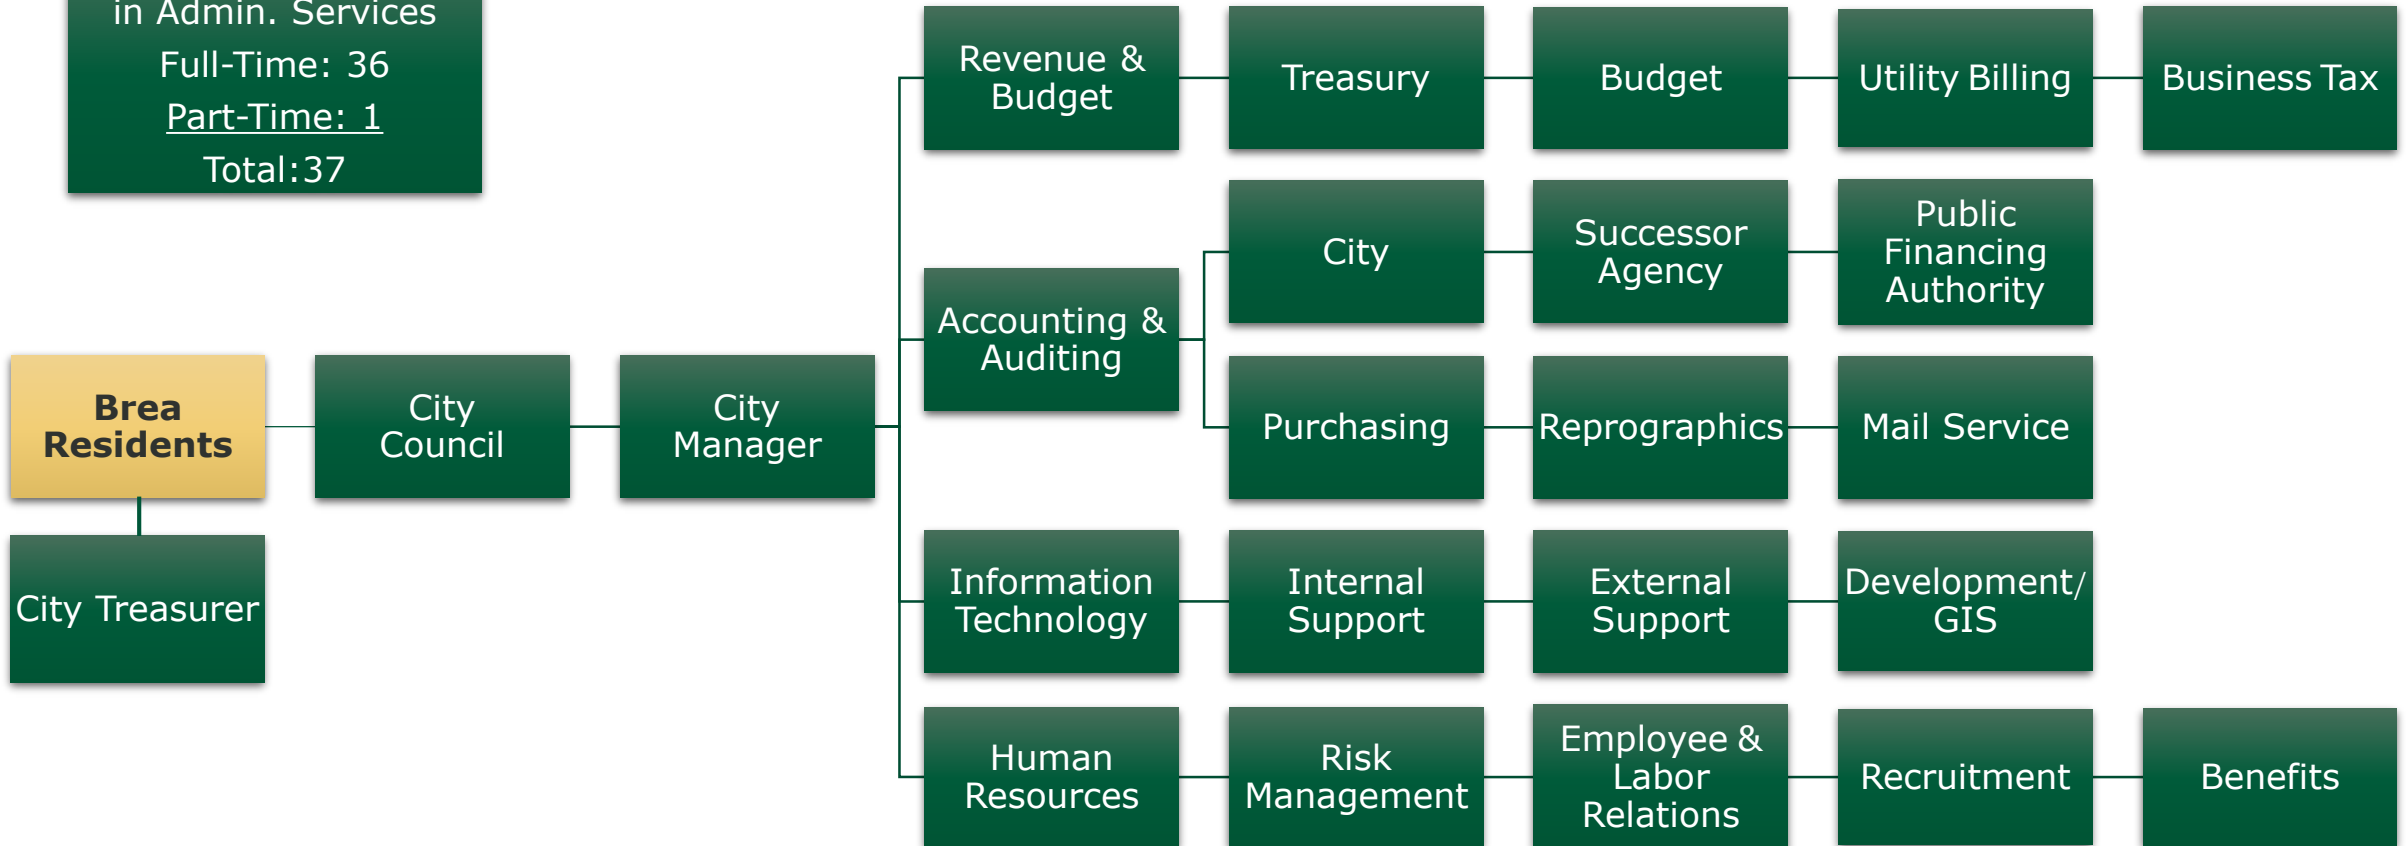 in Admin. Services
Full-Time: 36
Part-Time: 1
Total:37
Revenue &
Budget
Treasury
Budget
Utility Billing
Business Tax
Accounting &
Auditing
City
Successor
Agency
Public
Financing
Authority
Purchasing
Reprographics
Mail Service
Brea
Residents
City
Council
City
Manager
City Treasurer
Information
Technology
Internal
Support
External
Support
Development/
GIS
Human
Resources
Risk
Management
Employee &
Labor
Relations
Recruitment
Benefits